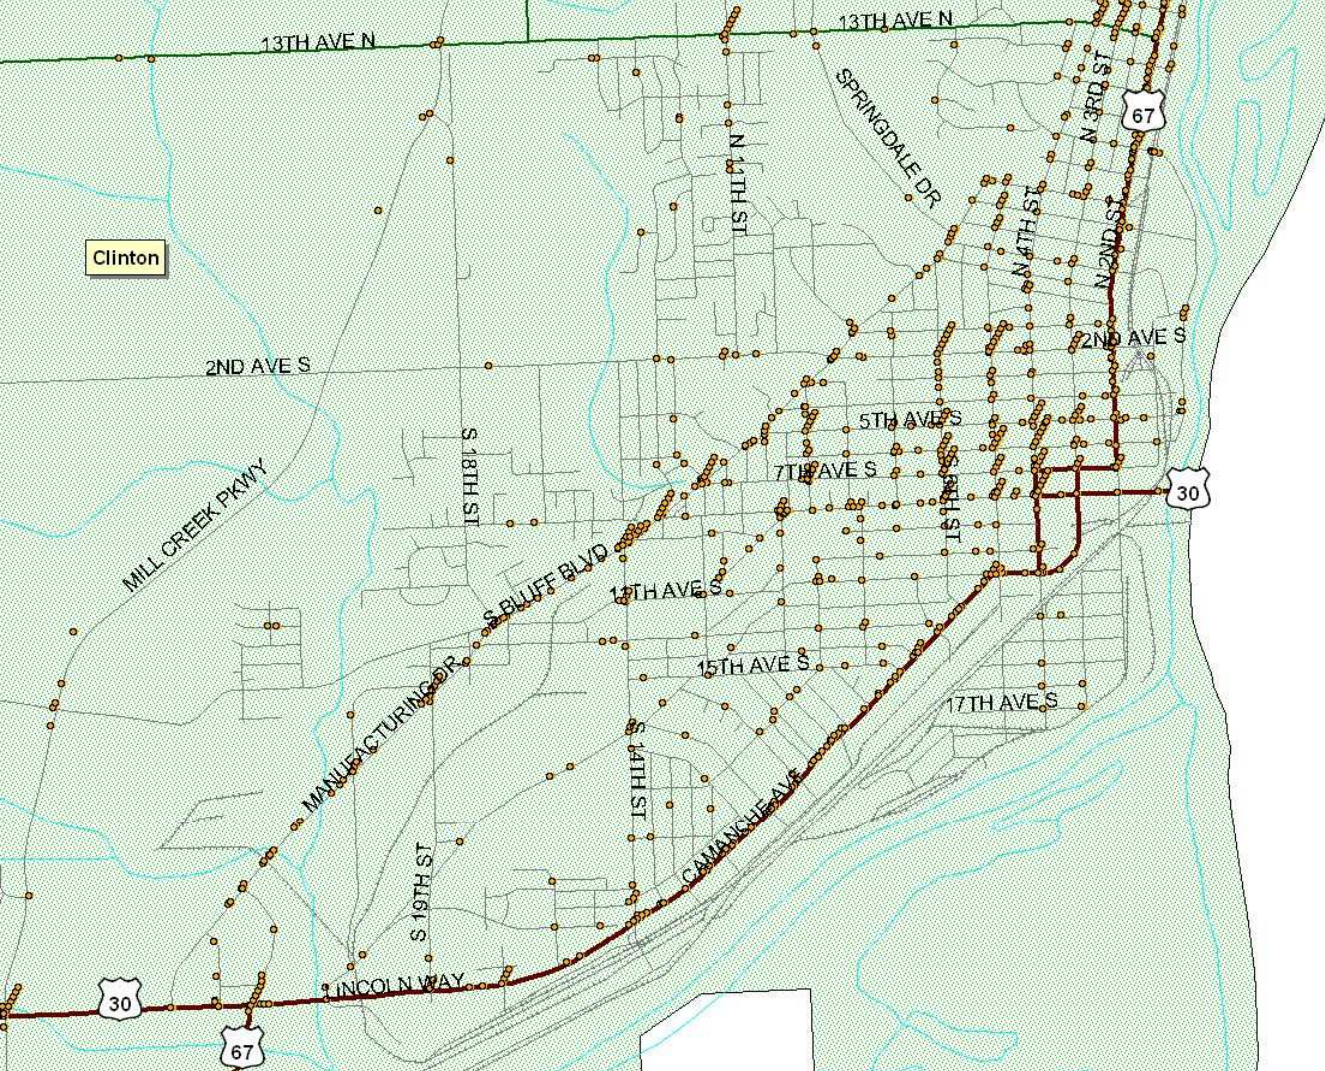 13TH AVE N
13TH AVE N
N 3RD ST
67
SPRINGDALE DR
N 11TH ST
N 4TH ST
N 2ND ST
Clinton
2ND AVE S
2ND AVE S
5TH AVE S
7TH AVE S
S 18TH ST
30
MILL CREEK PKWY
S BLUFF BLVD
11TH AVE S
15TH AVE S
17TH AVE S
MANUFACTURING DR
S 14TH ST
CAMANCHE AVE
S 19TH ST
LINCOLN WAY
30
67